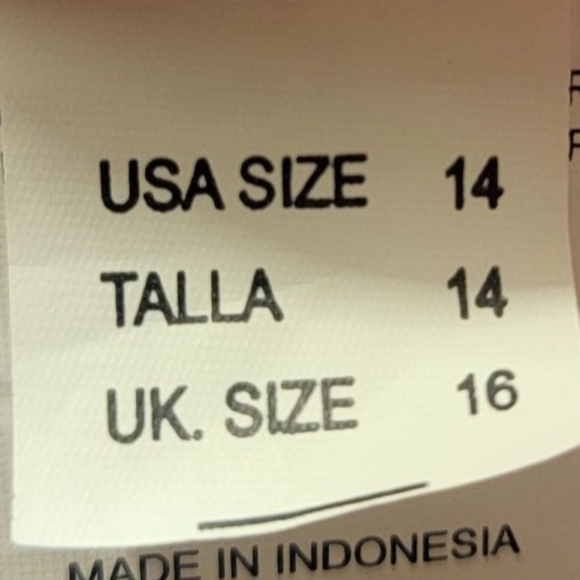 USA SIZE 14
TALLA 14
UK. SIZE 16
MADE IN INDONESIA